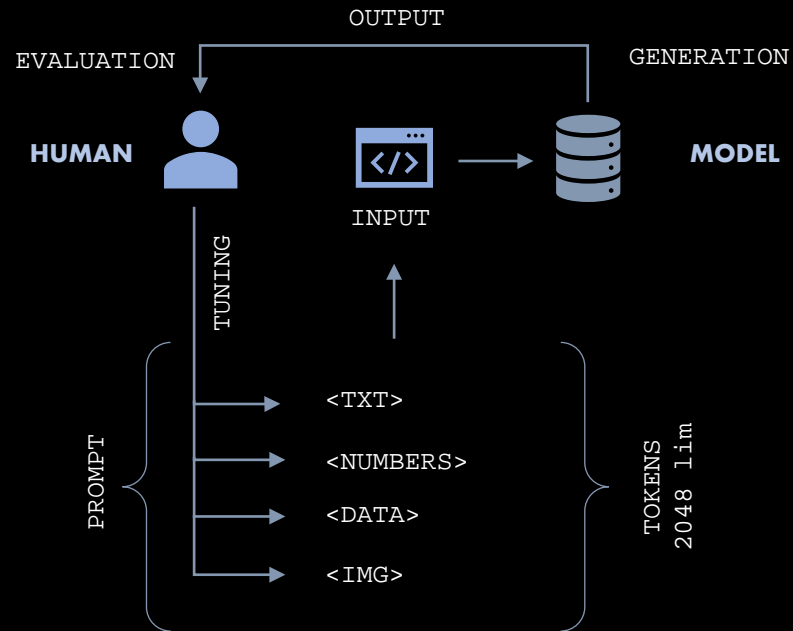 OUTPUT
EVALUATION
GENERATION
HUMAN
</>
MODEL
INPUT
TUNING
PROMPT
<TXT>
<NUMBERS>
<DATA>
<IMG>
TOKENS
2048 lim